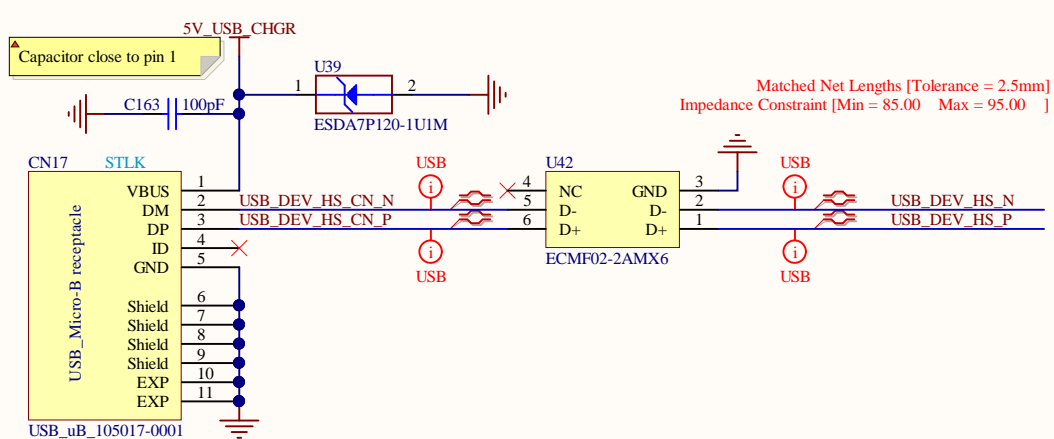 5V_USB_CHGR
Capacitor close to pin 1
U39
1
2
ESDA7P120-1U1M
C163
100pF
Matched Net Lengths [Tolerance = 2.5mm]
Impedance Constraint [Min = 85.00 Max = 95.00 ]
CN17
STLK
USB_Micro-B receptacle
VBUS 1
DM 2
DP 3
ID 4
GND 5
Shield 6
Shield 7
Shield 8
Shield 9
EXP 10
EXP 11
USB_uB_105017-0001
USB
i
USB_DEV_HS_CN_N
USB_DEV_HS_CN_P
i
USB
U42
4 NC GND 3
5 D- D- 2
6 D+ D+ 1
ECMF02-2AMX6
USB
i
USB_DEV_HS_N
USB_DEV_HS_P
i
USB